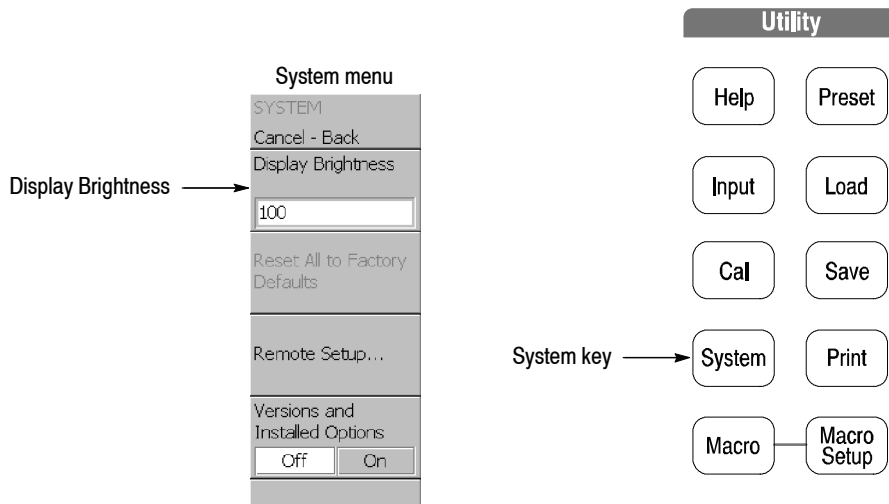 System menu
SYSTEM
Cancel - Back
Display Brightness
100
Reset All to Factory
Defaults
Remote Setup...
Versions and
Installed Options
Off On
Display Brightness
Utility
Help Preset
Input Load
Cal Save
System key
System Print
Macro Macro
Setup